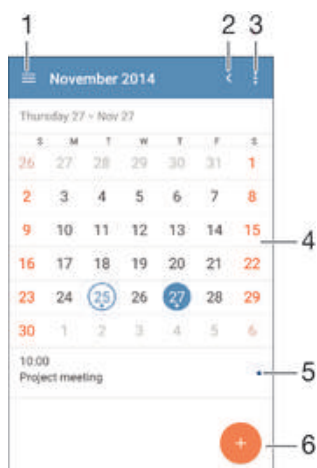 1 2 3
November 2014
Thursday 27 - Nov 27
S M T W T F S
26 27 28 29 30 31 1
2 3 4 5 6 7 8
9 10 11 12 13 14 15
4
16 17 18 19 20 21 22
23 24 25 26 27 28 29
30 1 2 3 4 5 6
10:00
5
Project meeting
+
6